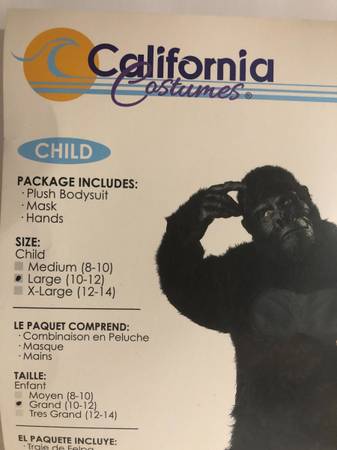 California
Costumes®
CHILD
PACKAGE INCLUDES:
· Plush Bodysuit
· Mask
· Hands
SIZE:
Child
Medium (8-10)
Large (10-12)
X-Large (12-14)
LE PAQUET COMPREND:
· Combinaison en Peluche
· Masque
· Mains
TAILLE:
Enfant
Moyen (8-10)
Grand (10-12)
Tres Grand (12-14)
EL PAQUETE INCLUYE: